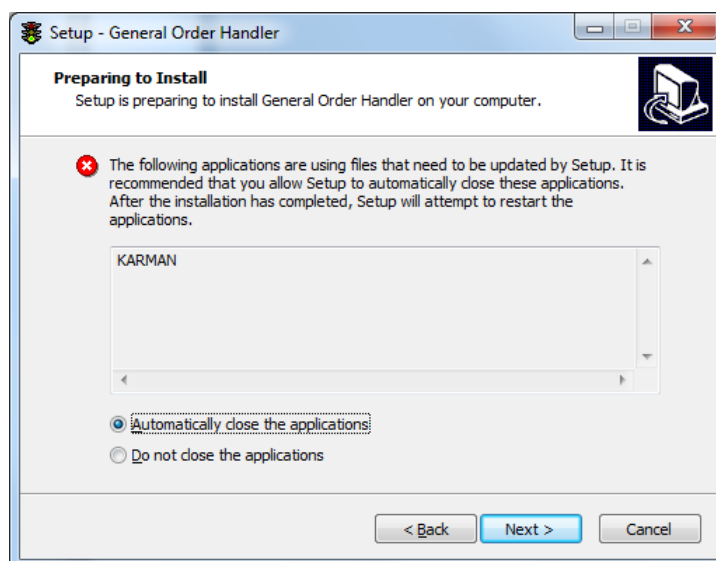 Setup - General Order Handler
Preparing to Install
Setup is preparing to install General Order Handler on your computer.
The following applications are using files that need to be updated by Setup. It is
recommended that you allow Setup to automatically close these applications.
After the installation has completed, Setup will attempt to restart the
applications.
KARMAN
Automatically close the applications
Do not close the applications
< Back Next > Cancel